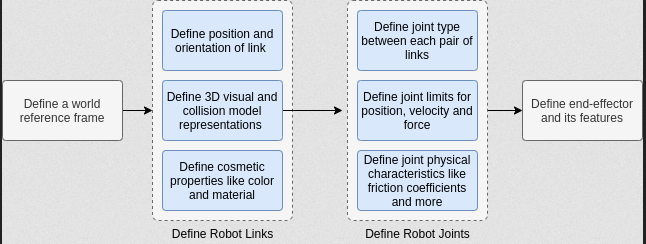 Define a world
reference frame
Define position and
orientation of link
Define 3D visual and
collision model
representations
Define cosmetic
properties like color
and material
Define Robot Links
Define joint type
between each pair of
links
Define joint limits for
position, velocity and
force
Define joint physical
characteristics like
friction coefficients
and more
Define Robot Joints
Define end-effector
and its features